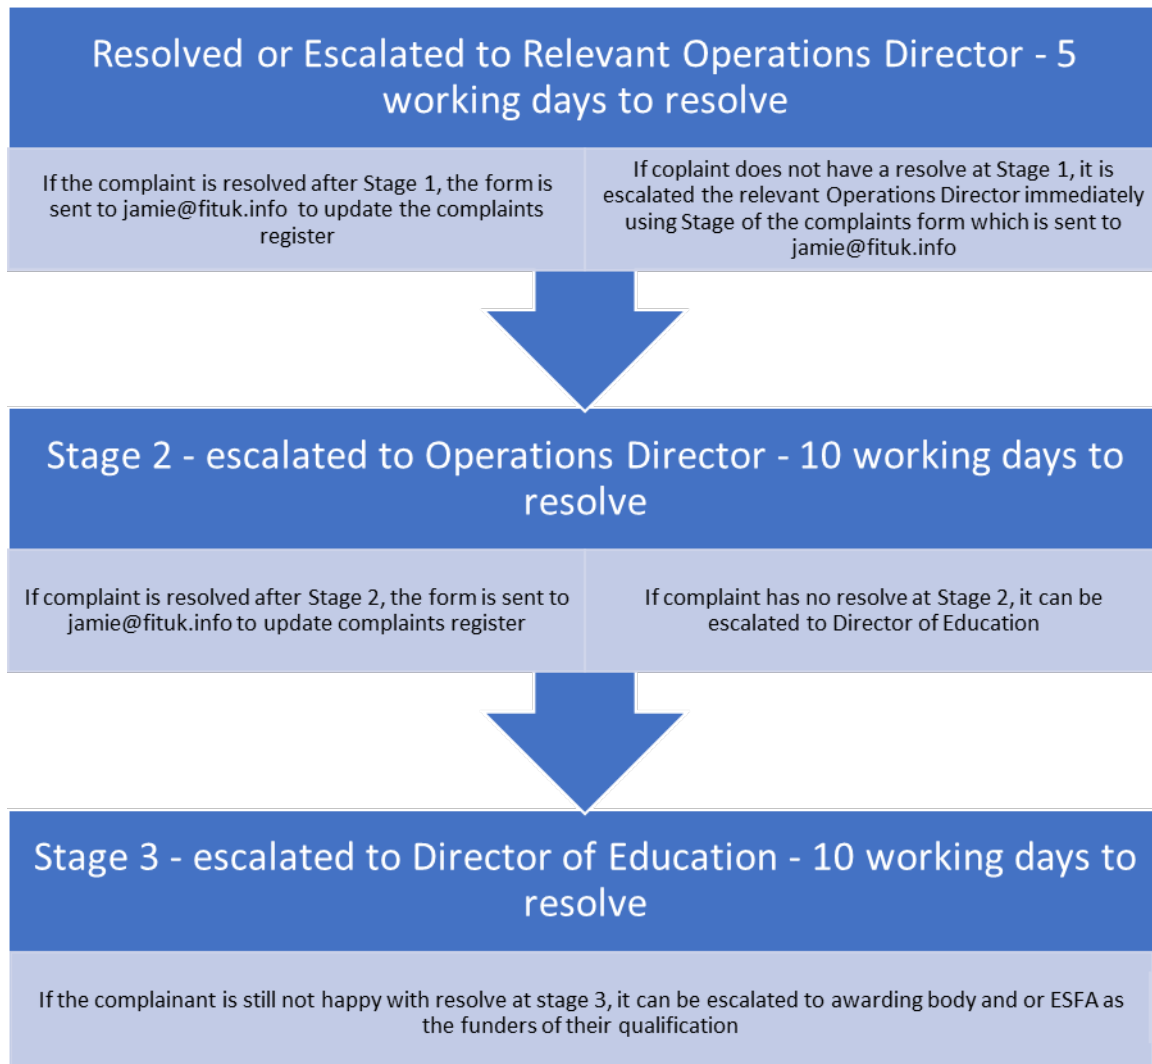 Resolved or Escalated to Relevant Operations Director - 5
working days to resolve
If the complaint is resolved after Stage 1, the form is
sent to jamie@fituk.info to update the complaints
register
If coplaint does not have a resolve at Stage 1, it is
escalated the relevant Operations Director immediately
using Stage of the complaints form which is sent to
jamie@fituk.info
Stage 2 - escalated to Operations Director - 10 working days to
resolve
If complaint is resolved after Stage 2, the form is sent to
jamie@fituk.info to update complaints register
If complaint has no resolve at Stage 2, it can be
escalated to Director of Education
Stage 3 - escalated to Director of Education - 10 working days to
resolve
If the complainant is still not happy with resolve at stage 3, it can be escalated to awarding body and or ESFA as
the funders of their qualification